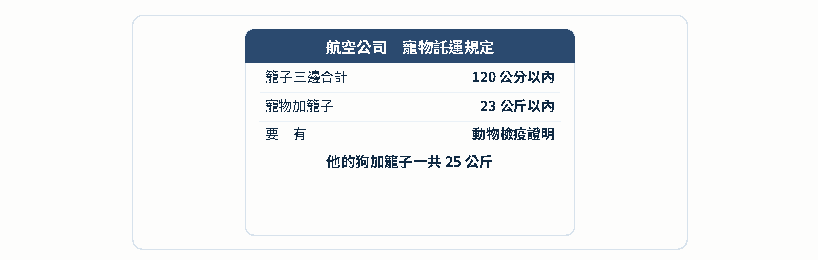 航空公司　寵物託運規定
籠子三邊合計　120 公分以內
寵物加籠子　23 公斤以內
要　有　動物檢疫證明
他的狗加籠子一共 25 公斤